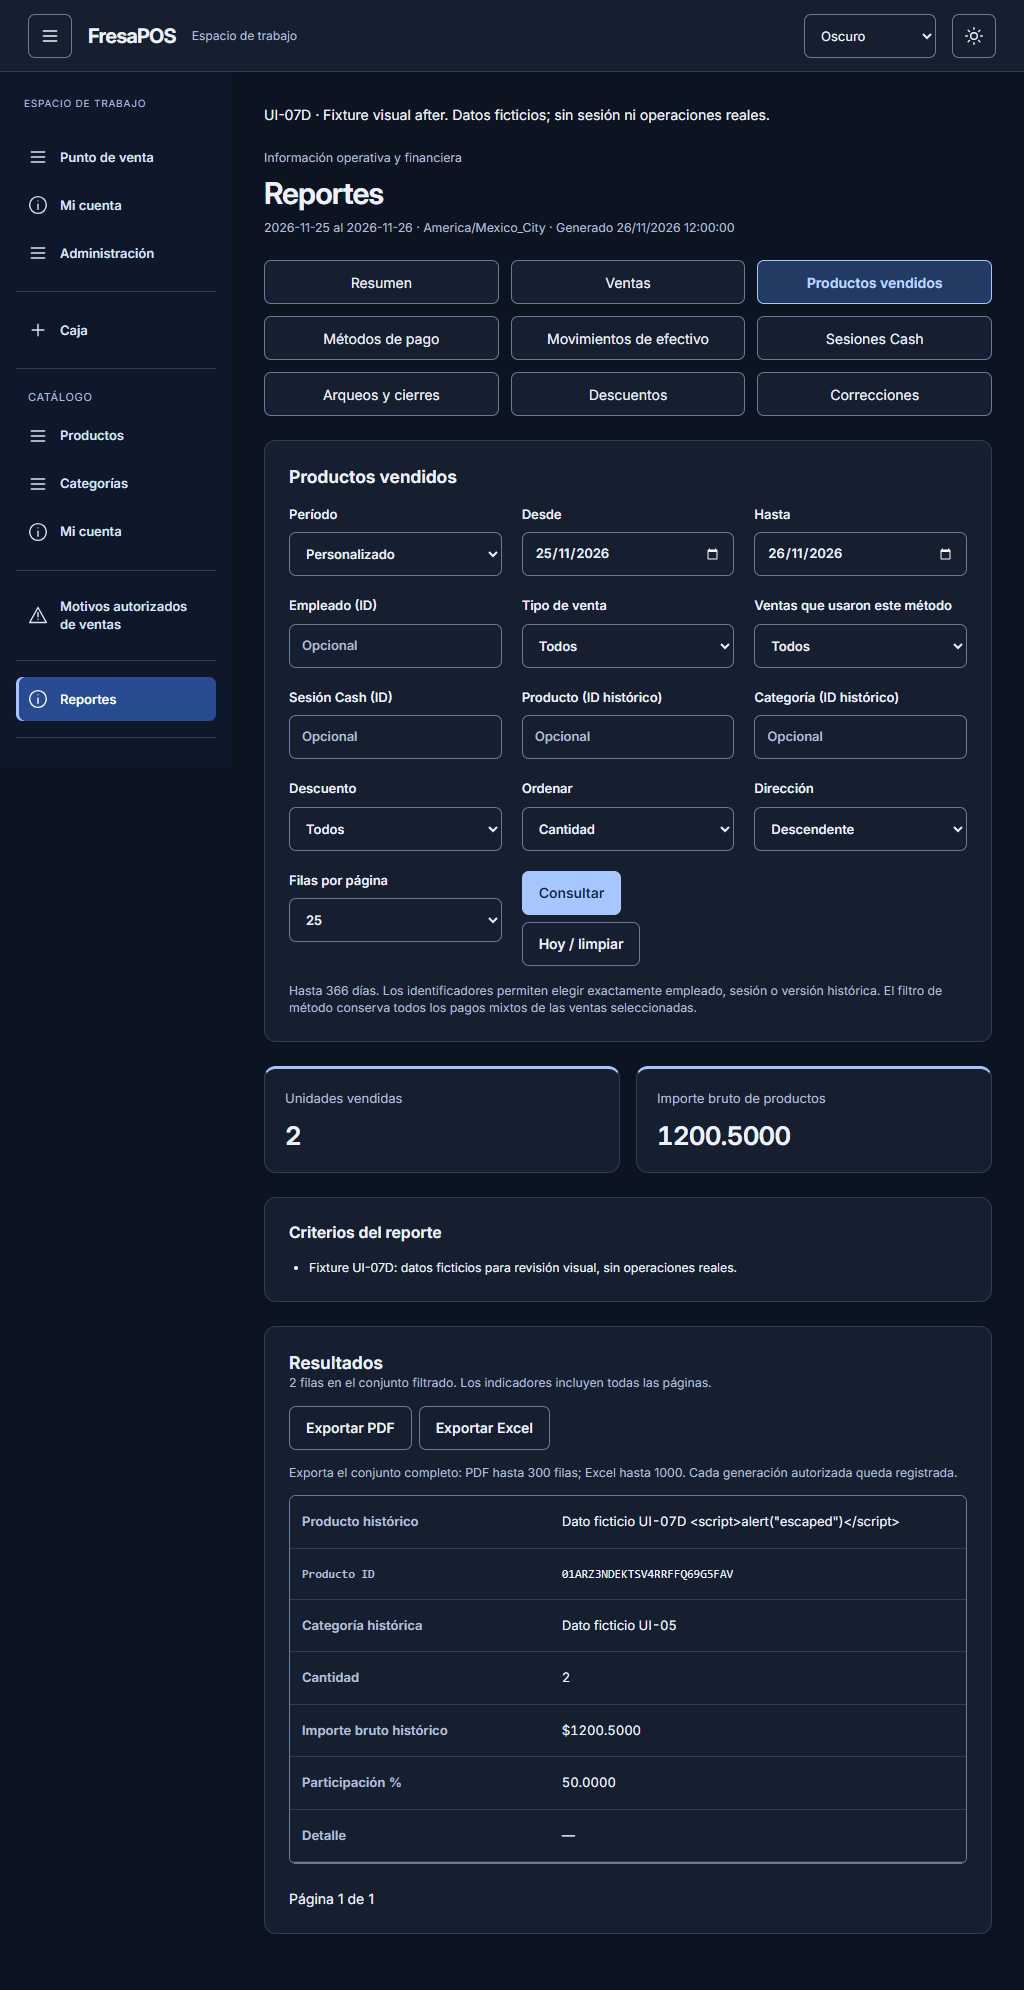 FresaPOS
Espacio de trabajo
Oscuro
ESPACIO DE TRABAJO
Punto de venta
Mi cuenta
Administración
Caja
CATÁLOGO
Productos
Categorías
Mi cuenta
Motivos autorizados
de ventas
Reportes
UI-07D · Fixture visual after. Datos ficticios; sin sesión ni operaciones reales.
Información operativa y financiera
Reportes
2026-11-25 al 2026-11-26 · America/Mexico_City · Generado 26/11/2026 12:00:00
Resumen
Ventas
Productos vendidos
Métodos de pago
Movimientos de efectivo
Sesiones Cash
Arqueos y cierres
Descuentos
Correcciones
Productos vendidos
Período
Desde
Hasta
Personalizado
25/11/2026
26/11/2026
Empleado (ID)
Tipo de venta
Ventas que usaron este método
Opcional
Todos
Todos
Sesión Cash (ID)
Producto (ID histórico)
Categoría (ID histórico)
Opcional
Opcional
Opcional
Descuento
Ordenar
Dirección
Todos
Cantidad
Descendente
Filas por página
25
Consultar
Hoy / limpiar
Hasta 366 días. Los identificadores permiten elegir exactamente empleado, sesión o versión histórica. El filtro de
método conserva todos los pagos mixtos de las ventas seleccionadas.
Unidades vendidas
2
Importe bruto de productos
1200.5000
Criterios del reporte
• Fixture UI-07D: datos ficticios para revisión visual, sin operaciones reales.
Resultados
2 filas en el conjunto filtrado. Los indicadores incluyen todas las páginas.
Exportar PDF
Exportar Excel
Exporta el conjunto completo: PDF hasta 300 filas; Excel hasta 1000. Cada generación autorizada queda registrada.
Producto histórico
Dato ficticio UI-07D <script>alert("escaped")</script>
Producto ID
01ARZ3NDEKTSV4RRFFQ69G5FAV
Categoría histórica
Dato ficticio UI-05
Cantidad
2
Importe bruto histórico
$1200.5000
Participación %
50.0000
Detalle
—
Página 1 de 1